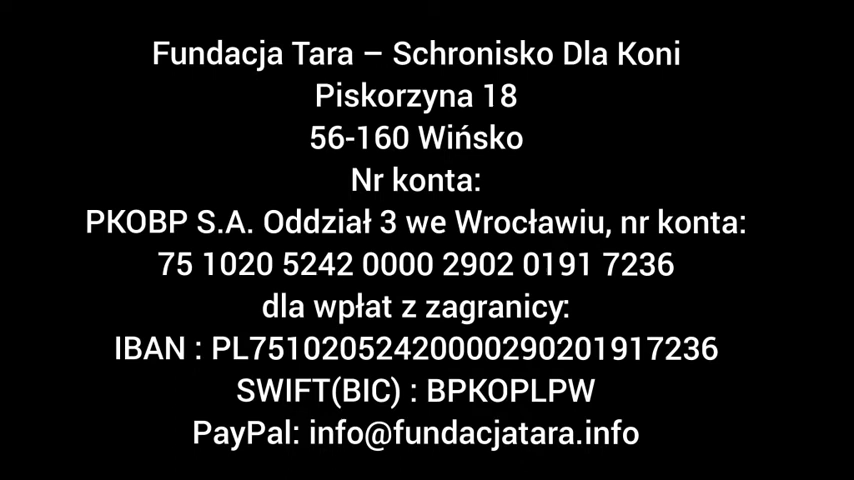 Fundacja Tara – Schronisko Dla Koni
Piskorzyna 18
56-160 Wińsko
Nr konta:
PKOBP S.A. Oddział 3 we Wrocławiu, nr konta:
75 1020 5242 0000 2902 0191 7236
dla wpłat z zagranicy:
IBAN : PL75102052420000290201917236
SWIFT(BIC) : BPKOPLPW
PayPal: info@fundacjatara.info